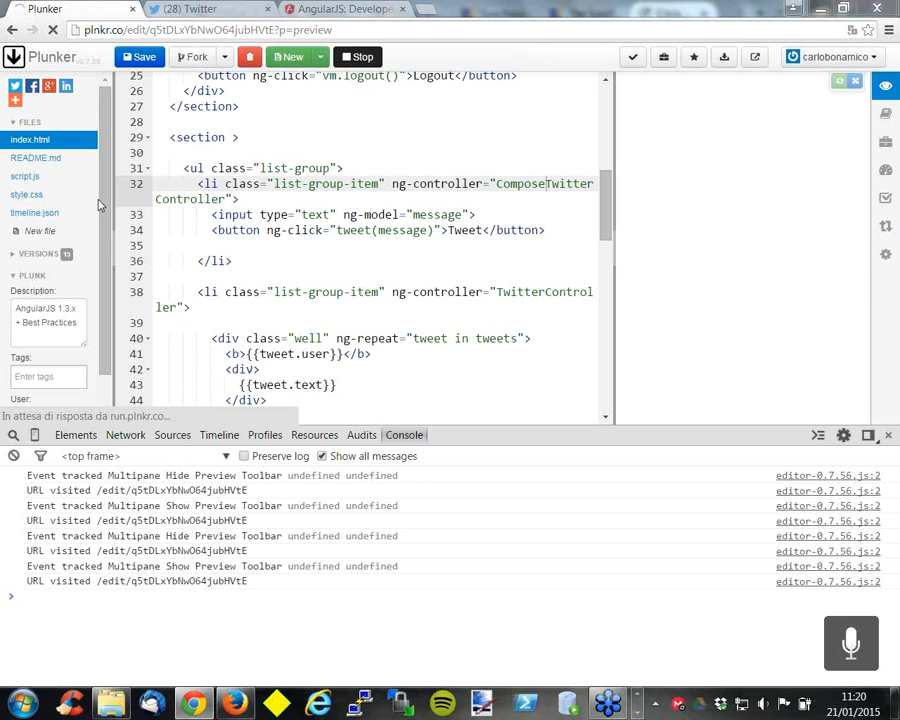 Plunker
(28) Twitter
AngularJS: Develope
plnkr.co/edit/q5tDLxYbNwO64jubHVtE?p=preview
Plunker v0.7.56
Save
Fork
New
Stop
carlobonamico
FILES
index.html
README.md
script.js
style.css
timeline.json
New file
VERSIONS 15
PLUNK
Description:
AngularJS 1.3.x
+ Best Practices
Tags:
Enter tags
User:
25 <button ng-click="vm.logout()">Logout</button>
26 </div>
27 </section>
28
29 <section >
30
31 <ul class="list-group">
32 <li class="list-group-item" ng-controller="ComposeTwitter
Controller">
33 <input type="text" ng-model="message">
34 <button ng-click="tweet(message)">Tweet</button>
35
36 </li>
37
38 <li class="list-group-item" ng-controller="TwitterControl
ler">
39
40 <div class="well" ng-repeat="tweet in tweets">
41 <b>{{tweet.user}}</b>
42 <div>
43 {{tweet.text}}
44 </div>
In attesa di risposta da run.plnkr.co...
Elements Network Sources Timeline Profiles Resources Audits Console
<top frame>
Preserve log
Show all messages
Event tracked Multipane Hide Preview Toolbar undefined undefined editor-0.7.56.js:2
URL visited /edit/q5tDLxYbNwO64jubHVtE editor-0.7.56.js:2
Event tracked Multipane Show Preview Toolbar undefined undefined editor-0.7.56.js:2
URL visited /edit/q5tDLxYbNwO64jubHVtE editor-0.7.56.js:2
Event tracked Multipane Hide Preview Toolbar undefined undefined editor-0.7.56.js:2
URL visited /edit/q5tDLxYbNwO64jubHVtE editor-0.7.56.js:2
Event tracked Multipane Show Preview Toolbar undefined undefined editor-0.7.56.js:2
URL visited /edit/q5tDLxYbNwO64jubHVtE editor-0.7.56.js:2
11:20
21/01/2015